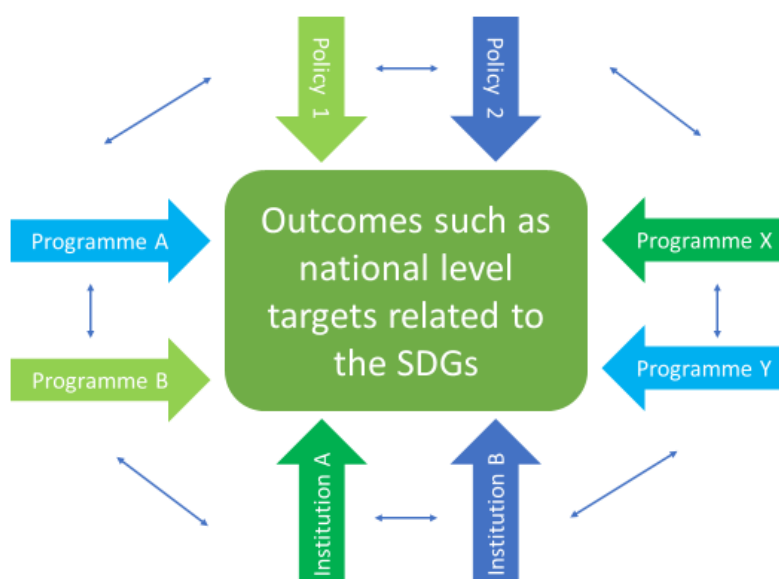 Policy 1
Policy 2
Outcomes such as
national level
targets related to
the SDGs
Programme A
Programme B
Programme X
Programme Y
Institution A
Institution B